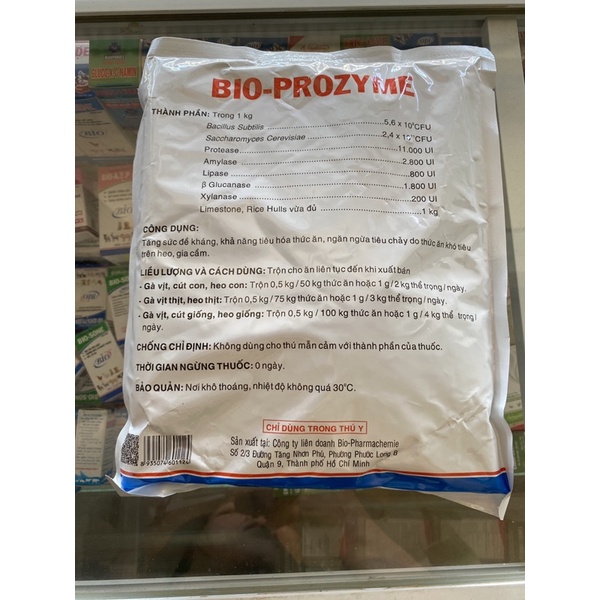 BIO-PROZYME
THÀNH PHẦN: Trong 1 kg
Bacillus Subtilis 5,6 x 10⁹CFU
Saccharomyces Cerevisiae 2,4 x CFU
Protease 11.000 UI
Amylase 2.800 UI
Lipase 800 UI
β Glucanase 1.800 UI
Xylanase 200 UI
Limestone, Rice Hulls vừa đủ 1 kg
CÔNG DỤNG:
Tăng sức đề kháng, khả năng tiêu hóa thức ăn, ngăn ngừa tiêu chảy do thức ăn khó tiêu
trên heo, gia cầm.
LIỀU LƯỢNG VÀ CÁCH DÙNG: Trộn cho ăn liên tục đến khi xuất bán
- Gà vịt, cút con, heo con: Trộn 0,5 kg / 50 kg thức ăn hoặc 1 g / 2 kg thể trọng / ngày.
- Gà vịt thịt, heo thịt: Trộn 0,5 kg / 75 kg thức ăn hoặc 1 g / 3 kg thể trọng / ngày.
- Gà vịt, cút giống, heo giống: Trộn 0,5 kg / 100 kg thức ăn hoặc 1 g / 4 kg thể trọng /
ngày.
CHỐNG CHỈ ĐỊNH: Không dùng cho thú mẫn cảm với thành phần của thuốc.
THỜI GIAN NGỪNG THUỐC: 0 ngày.
BẢO QUẢN: Nơi khô thoáng, nhiệt độ không quá 30°C.
CHỈ DÙNG TRONG THÚ Y
Sản xuất tại: Công ty liên doanh Bio-Pharmachemie
Số 2/3 Đường Tăng Nhơn Phú, Phường Phước Long B
Quận 9, Thành phố Hồ Chí Minh
8 935074 601124